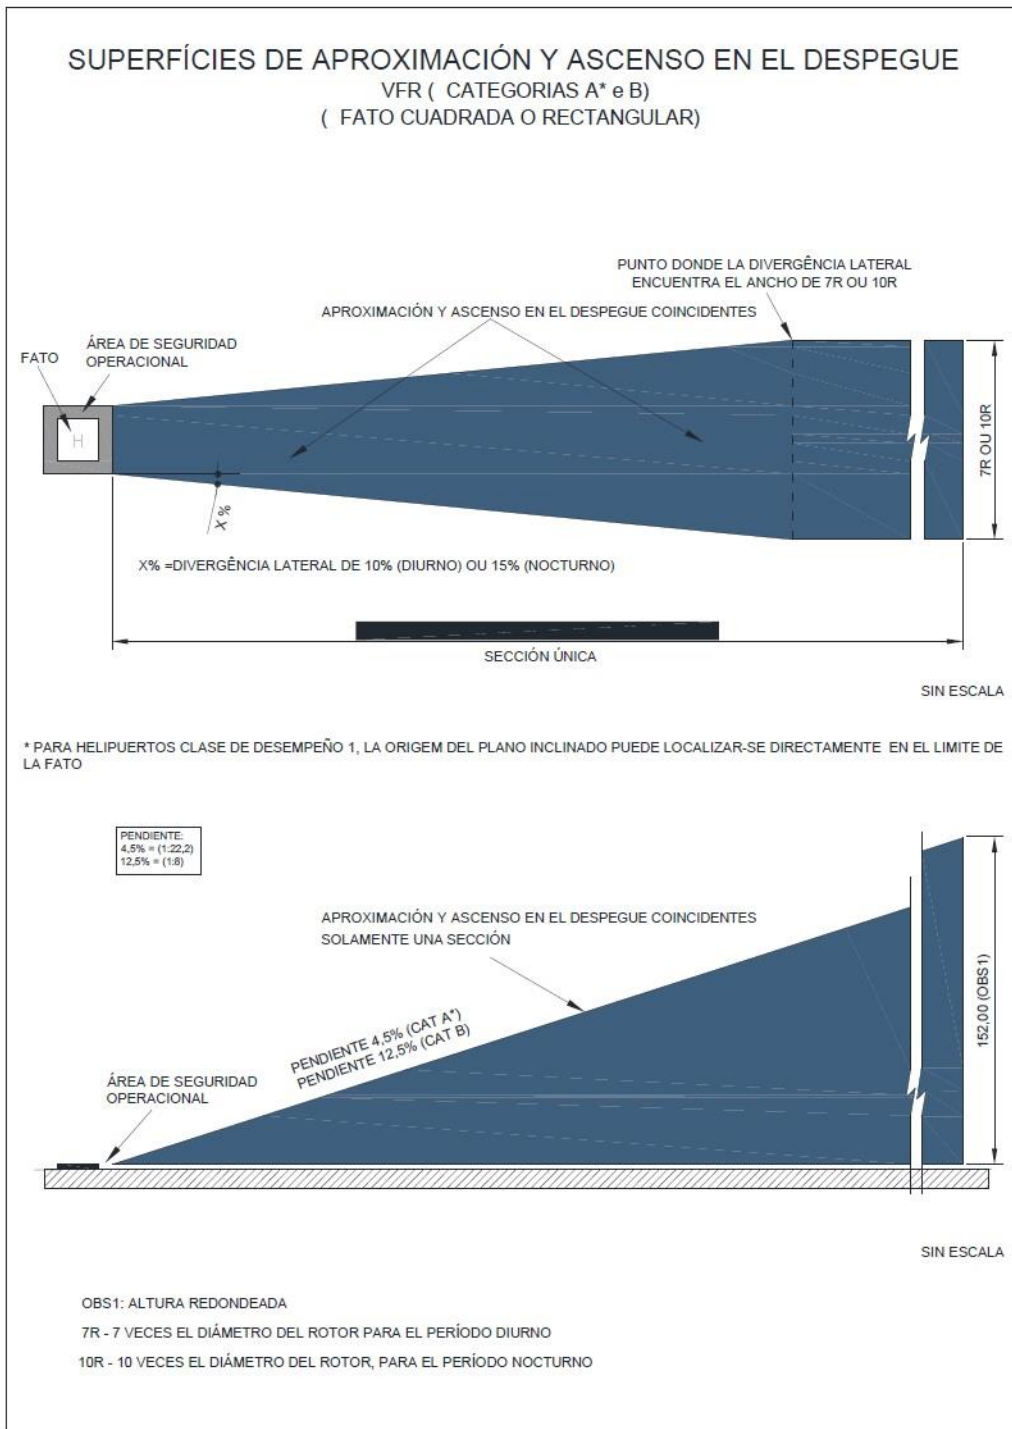 SUPERFÍCIES DE APROXIMACIÓN Y ASCENSO EN EL DESPEGUE
VFR ( CATEGORIAS A* e B)
( FATO CUADRADA O RECTANGULAR)
PUNTO DONDE LA DIVERGÊNCIA LATERAL
ENCUENTRA EL ANCHO DE 7R OU 10R
APROXIMACIÓN Y ASCENSO EN EL DESPEGUE COINCIDENTES
ÁREA DE SEGURIDAD
OPERACIONAL
FATO
H
7R OU 10R
X %
X% =DIVERGÊNCIA LATERAL DE 10% (DIURNO) OU 15% (NOCTURNO)
SECCIÓN ÚNICA
SIN ESCALA
* PARA HELIPUERTOS CLASE DE DESEMPEÑO 1, LA ORIGEM DEL PLANO INCLINADO PUEDE LOCALIZAR-SE DIRECTAMENTE EN EL LIMITE DE
LA FATO
PENDIENTE:
4,5% = (1:22,2)
12,5% = (1:8)
APROXIMACIÓN Y ASCENSO EN EL DESPEGUE COINCIDENTES
SOLAMENTE UNA SECCIÓN
152,00 (OBS1)
PENDIENTE 4,5% (CAT A*)
PENDIENTE 12,5% (CAT B)
ÁREA DE SEGURIDAD
OPERACIONAL
SIN ESCALA
OBS1: ALTURA REDONDEADA
7R - 7 VECES EL DIÁMETRO DEL ROTOR PARA EL PERÍODO DIURNO
10R - 10 VECES EL DIÁMETRO DEL ROTOR, PARA EL PERÍODO NOCTURNO